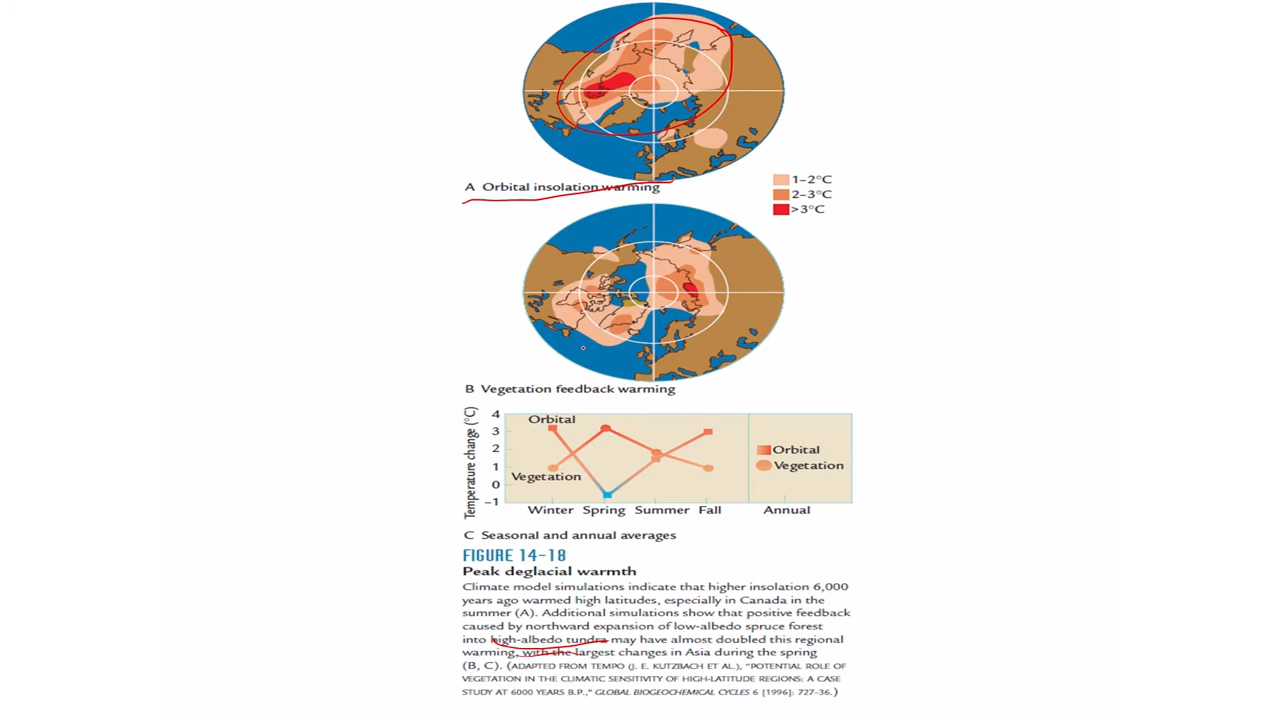 A Orbital insolation warming
1–2°C
2–3°C
>3°C
B Vegetation feedback warming
Temperature change (°C)
4
3
2
1
0
–1
Orbital
Vegetation
Orbital
Vegetation
Winter Spring Summer Fall Annual
C Seasonal and annual averages
FIGURE 14–18
Peak deglacial warmth
Climate model simulations indicate that higher insolation 6,000
years ago warmed high latitudes, especially in Canada in the
summer (A). Additional simulations show that positive feedback
caused by northward expansion of low-albedo spruce forest
into high-albedo tundra may have almost doubled this regional
warming, with the largest changes in Asia during the spring
(B, C). (ADAPTED FROM TEMPO (J. E. KUTZBACH ET AL.), "POTENTIAL ROLE OF
VEGETATION IN THE CLIMATIC SENSITIVITY OF HIGH-LATITUDE REGIONS: A CASE
STUDY AT 6000 YEARS B.P.," GLOBAL BIOGEOCHEMICAL CYCLES 6 [1996]: 727–36.)